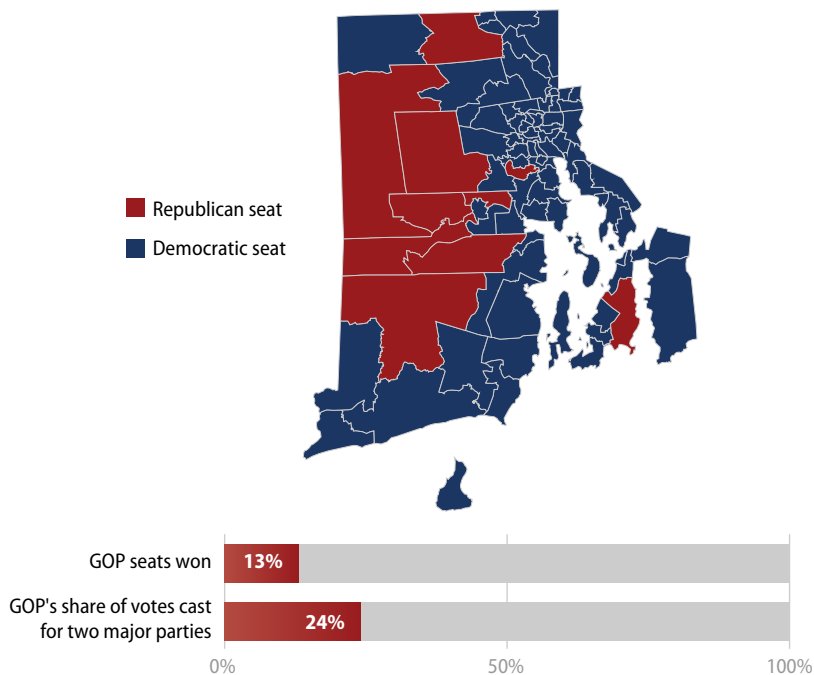 Republican seat
Democratic seat
GOP seats won
13%
GOP's share of votes cast
for two major parties
24%
0%
50%
100%